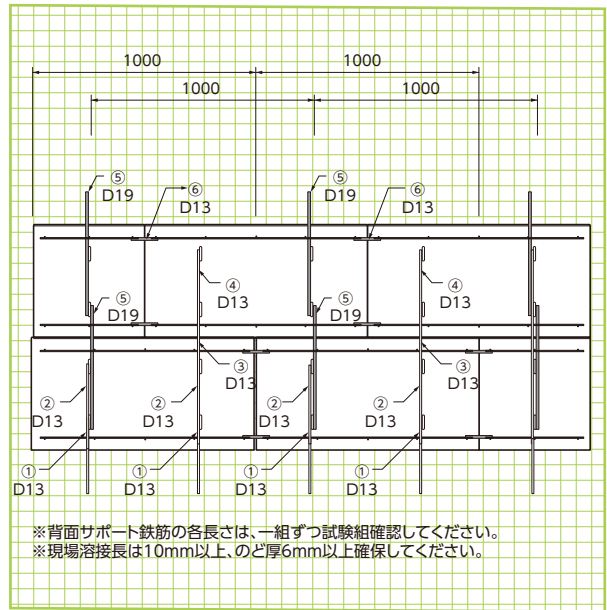 1000 1000
1000 1000
⑤ ⑥ ⑤ ⑥
D19 D13 D19 D13
④ ④
D13 D13
⑤ ⑤
D19 D19
③ ③
D13 D13
② ② ② ②
D13 D13 D13 D13
① ① ① ①
D13 D13 D13 D13
※背面サポート鉄筋の各長さは、一組ずつ試験組確認してください。
※現場溶接長は10mm以上、のど厚6mm以上確保してください。